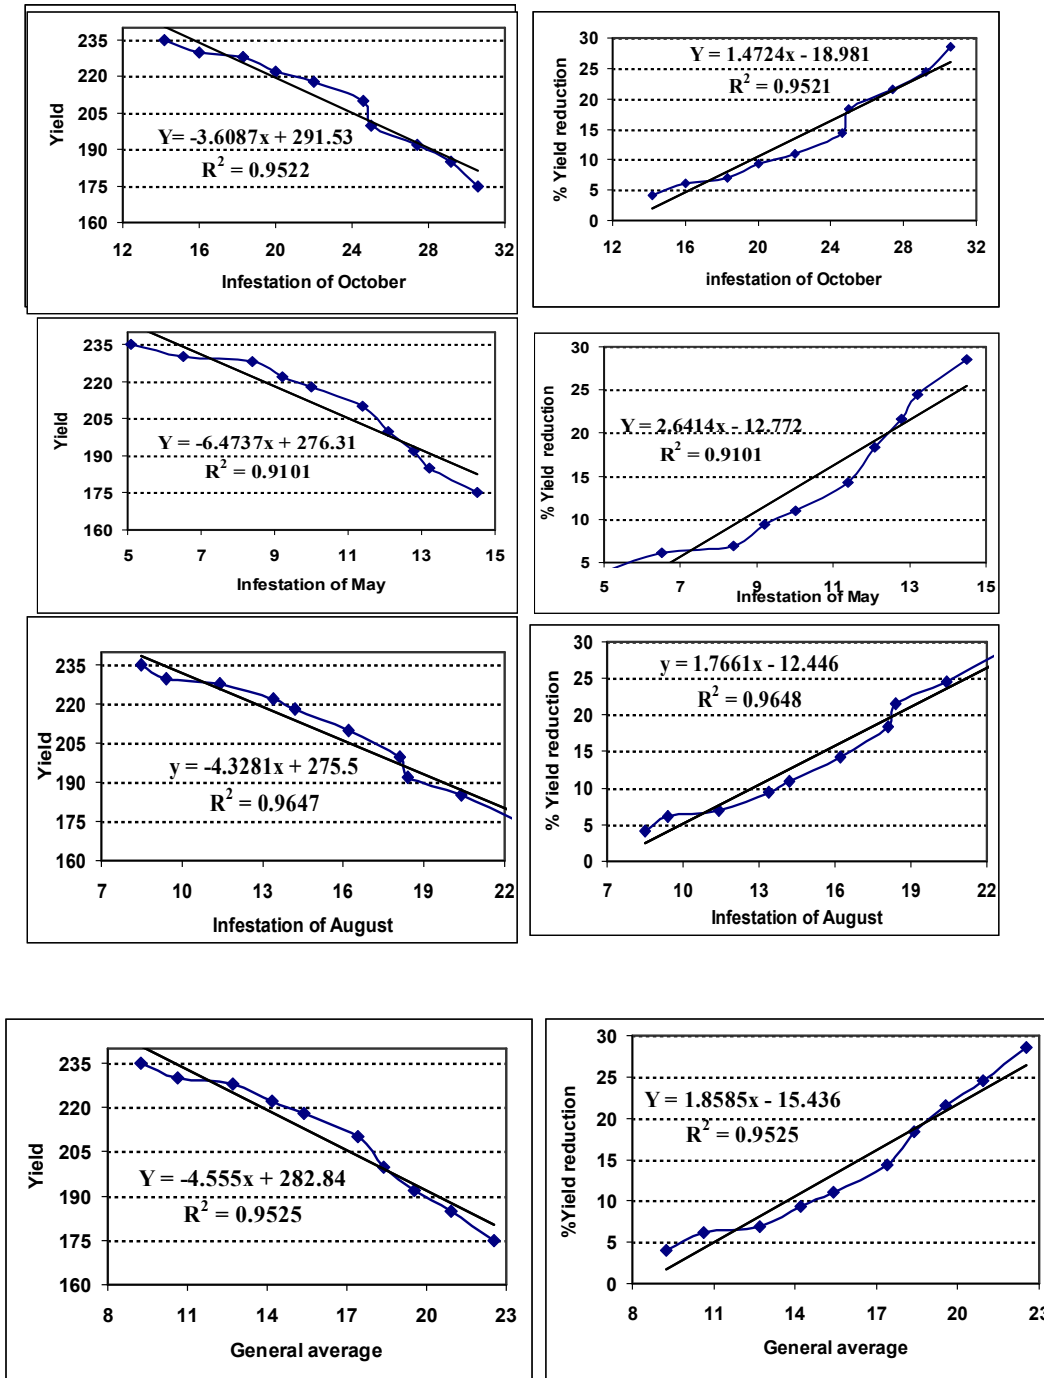 235
220
205
190
175
160
Yield
Y= -3.6087x + 291.53
R² = 0.9522
12 16 20 24 28 32
Infestation of October
30
25
20
15
10
5
0
% Yield reduction
Y = 1.4724x - 18.981
R² = 0.9521
12 16 20 24 28 32
infestation of October
235
220
205
190
175
160
Yield
Y = -6.4737x + 276.31
R² = 0.9101
5 7 9 11 13 15
Infestation of May
30
25
20
15
10
5
% Yield reduction
Y = 2.6414x - 12.772
R² = 0.9101
5 7 9 11 13 15
Infestation of May
235
220
205
190
175
160
Yield
y = -4.3281x + 275.5
R² = 0.9647
7 10 13 16 19 22
Infestation of August
30
25
20
15
10
5
0
% Yield reduction
y = 1.7661x - 12.446
R² = 0.9648
7 10 13 16 19 22
Infestation of August
235
220
205
190
175
160
Yield
Y = -4.555x + 282.84
R² = 0.9525
8 11 14 17 20 23
General average
30
25
20
15
10
5
0
%Yield reduction
Y = 1.8585x - 15.436
R² = 0.9525
8 11 14 17 20 23
General average